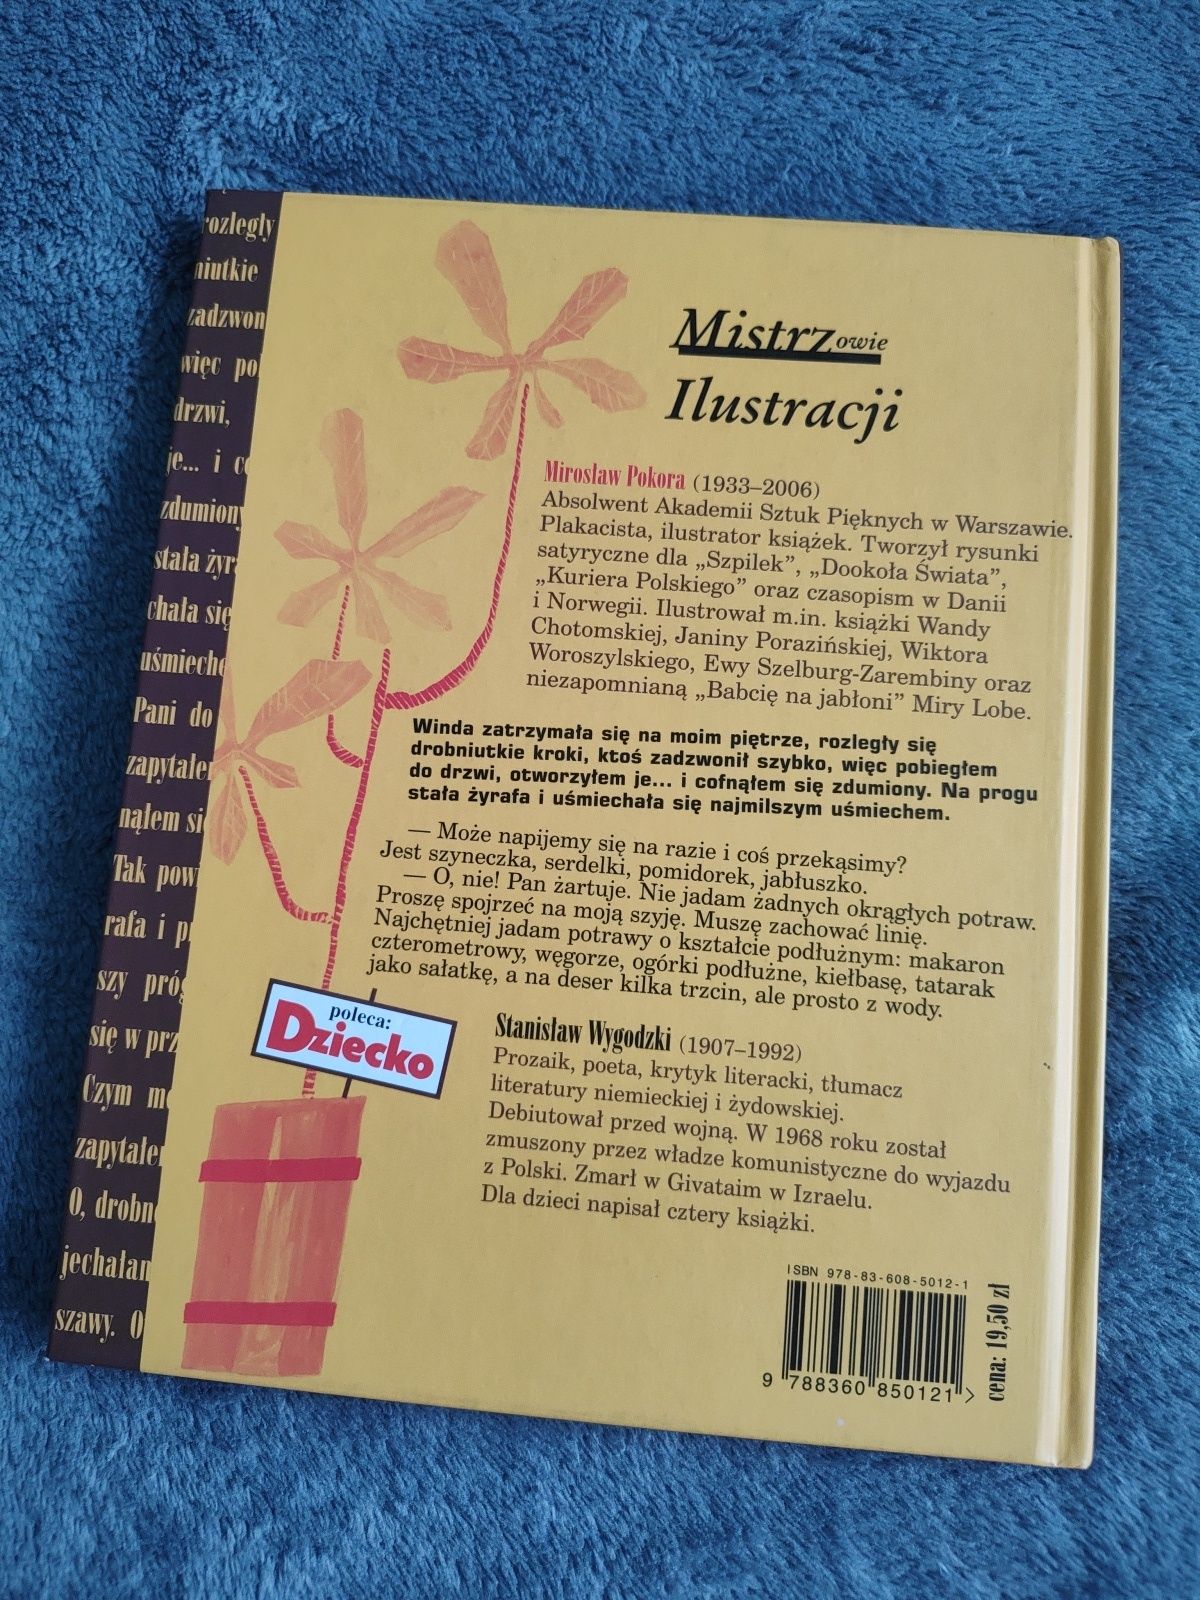 rozległy
niutkie
zadzwon
więc pol
drzwi,
je... i co
zdumiony
stała żyra
chała się
uśmieche
Pani do
zapytałem
nąłem się
Tak powi
rafa i pr
szy próg
się w prz
Czym mo
zapytałem
O, drobn
jechałam
szawy. O
Mistrzowie
Ilustracji
Mirosław Pokora (1933–2006)
Absolwent Akademii Sztuk Pięknych w Warszawie.
Plakacista, ilustrator książek. Tworzył rysunki
satyryczne dla „Szpilek”, „Dookoła Świata”,
„Kuriera Polskiego” oraz czasopism w Danii
i Norwegii. Ilustrował m.in. książki Wandy
Chotomskiej, Janiny Porazińskiej, Wiktora
Woroszylskiego, Ewy Szelburg-Zarembiny oraz
niezapomnianą „Babcię na jabłoni” Miry Lobe.
Winda zatrzymała się na moim piętrze, rozległy się
drobniutkie kroki, ktoś zadzwonił szybko, więc pobiegłem
do drzwi, otworzyłem je... i cofnąłem się zdumiony. Na progu
stała żyrafa i uśmiechała się najmilszym uśmiechem.
— Może napijemy się na razie i coś przekąsimy?
Jest szyneczka, serdelki, pomidorek, jabłuszko.
— O, nie! Pan żartuje. Nie jadam żadnych okrągłych potraw.
Proszę spojrzeć na moją szyję. Muszę zachować linię.
Najchętniej jadam potrawy o kształcie podłużnym: makaron
czterometrowy, węgorze, ogórki podłużne, kiełbasę, tatarak
jako sałatkę, a na deser kilka trzcin, ale prosto z wody.
poleca:
Dziecko
Stanisław Wygodzki (1907–1992)
Prozaik, poeta, krytyk literacki, tłumacz
literatury niemieckiej i żydowskiej.
Debiutował przed wojną. W 1968 roku został
zmuszony przez władze komunistyczne do wyjazdu
z Polski. Zmarł w Givataim w Izraelu.
Dla dzieci napisał cztery książki.
ISBN 978-83-608-5012-1
9 788360 850121 >
cena: 19,50 zł